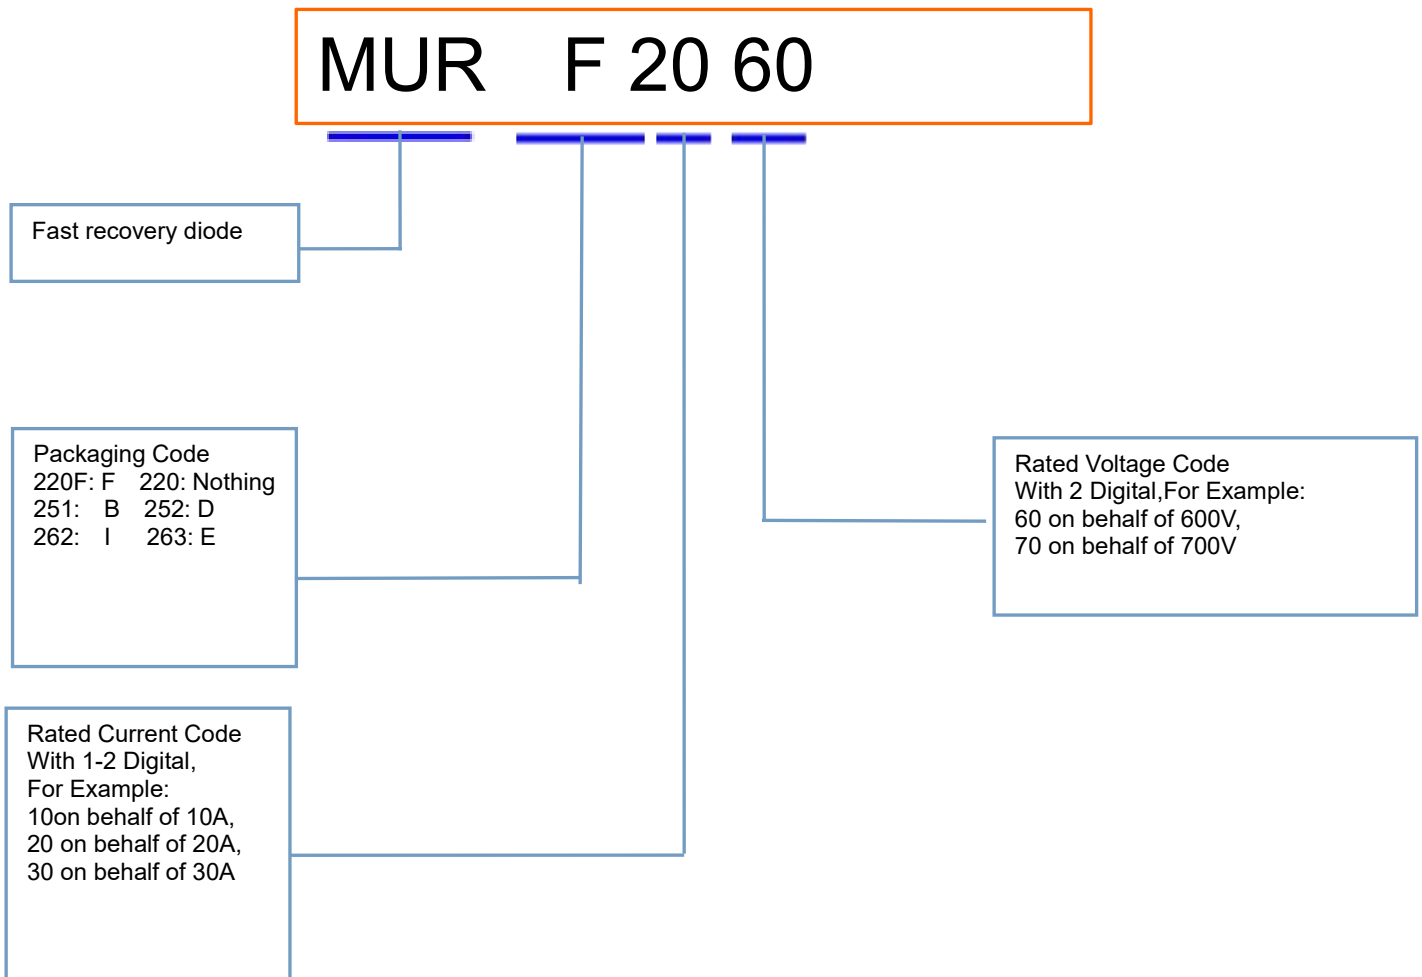 MUR F 20 60
Fast recovery diode
Packaging Code
220F: F 220: Nothing
251: B 252: D
262: I 263: E
Rated Voltage Code
With 2 Digital,For Example:
60 on behalf of 600V,
70 on behalf of 700V
Rated Current Code
With 1-2 Digital,
For Example:
10on behalf of 10A,
20 on behalf of 20A,
30 on behalf of 30A